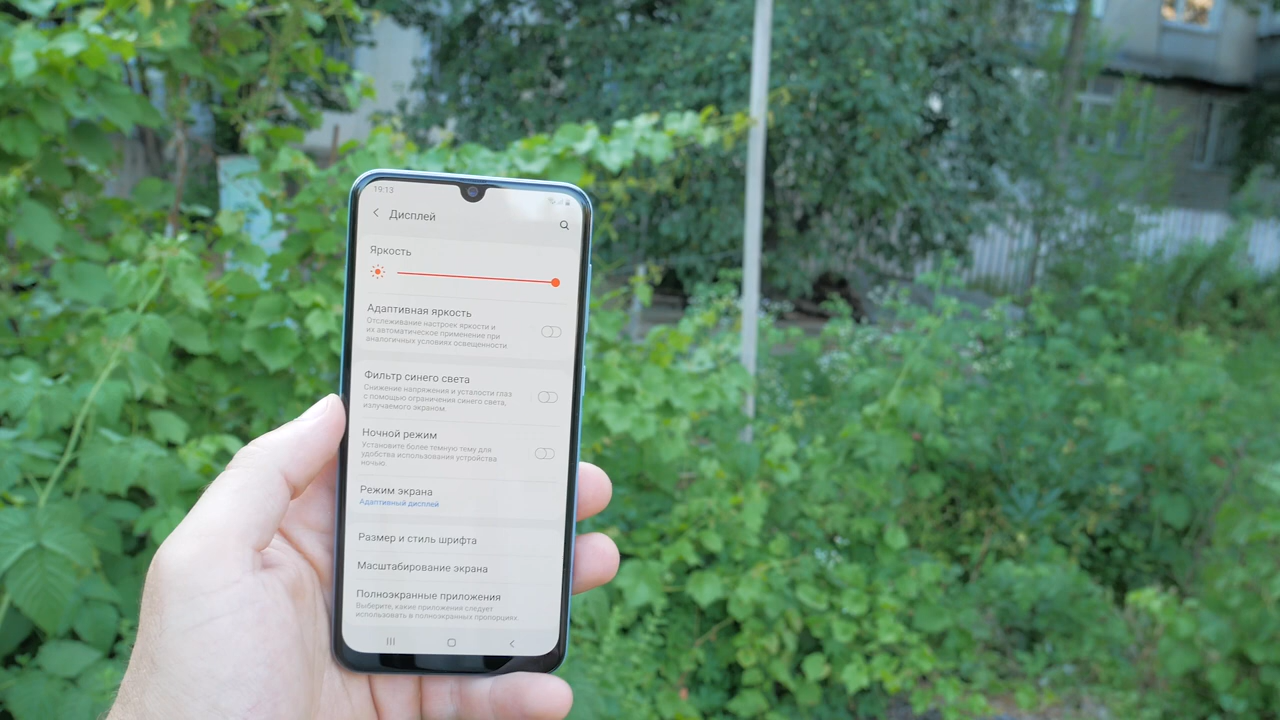 19:13
Дисплей
Яркость
Адаптивная яркость
Отслеживание настроек яркости и
их автоматическое применение при
аналогичных условиях освещенности.
Фильтр синего света
Снижение напряжения и усталости глаз
с помощью ограничения синего света,
излучаемого экраном.
Ночной режим
Установите более темную тему для
удобства использования устройства
ночью.
Режим экрана
Адаптивный дисплей
Размер и стиль шрифта
Масштабирование экрана
Полноэкранные приложения
Выберите, какие приложения следует
использовать в полноэкранных пропорциях.